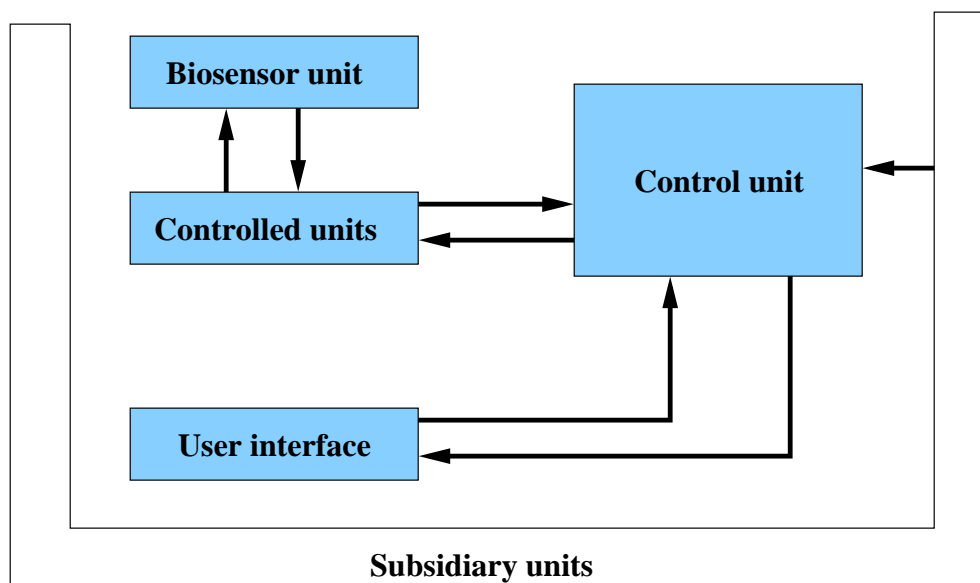 Biosensor unit
Control unit
Controlled units
User interface
Subsidiary units